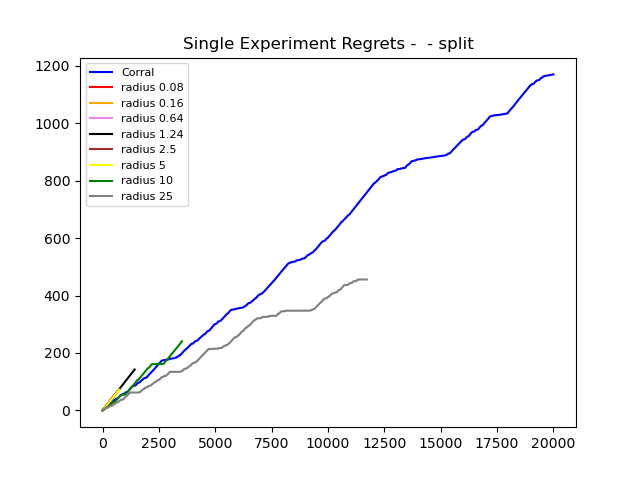 Single Experiment Regrets -  - split
1200
1000
800
600
400
200
0
Corral
radius 0.08
radius 0.16
radius 0.64
radius 1.24
radius 2.5
radius 5
radius 10
radius 25
0 2500 5000 7500 10000 12500 15000 17500 20000